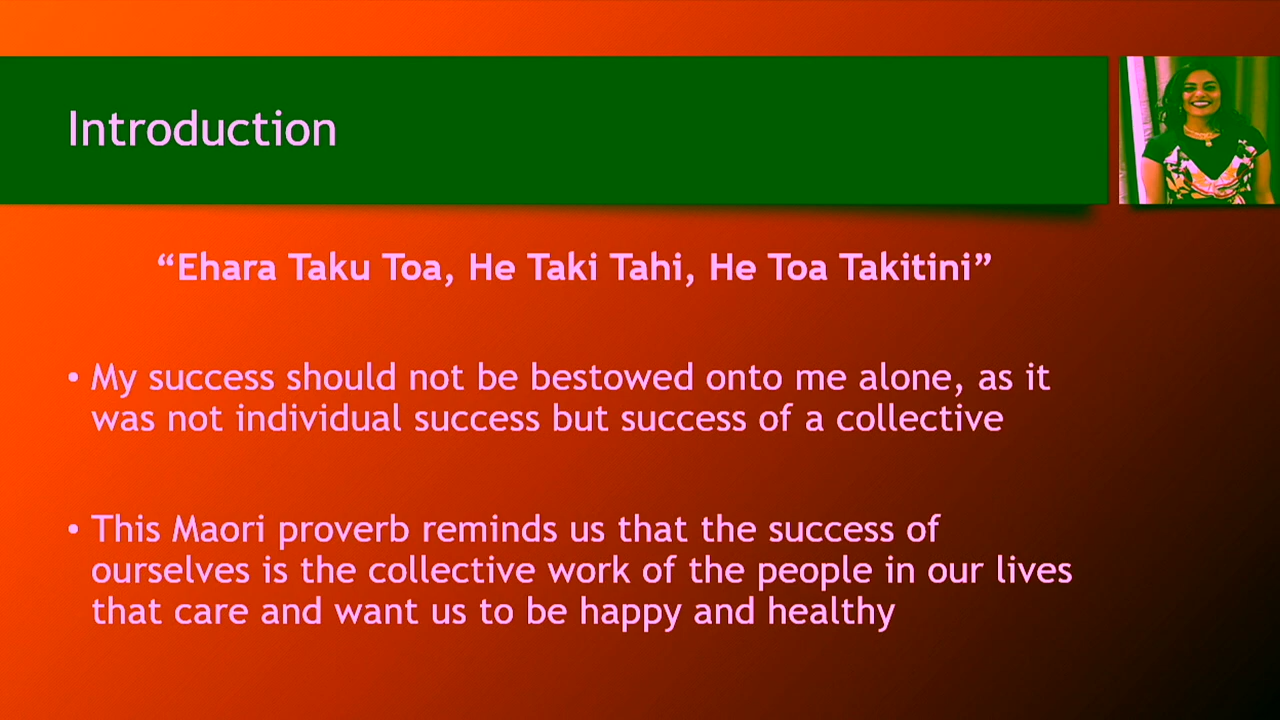 Introduction
“Ehara Taku Toa, He Taki Tahi, He Toa Takitini”
• My success should not be bestowed onto me alone, as it
was not individual success but success of a collective
• This Maori proverb reminds us that the success of
ourselves is the collective work of the people in our lives
that care and want us to be happy and healthy